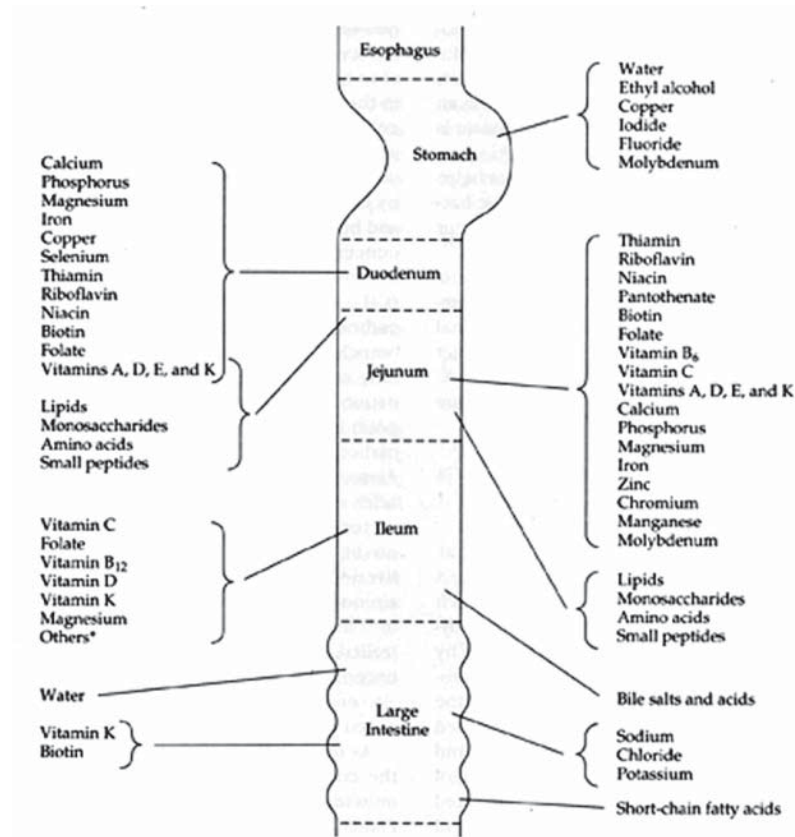 Esophagus
Stomach
Duodenum
Jejunum
Ileum
Large
Intestine
Calcium
Phosphorus
Magnesium
Iron
Copper
Selenium
Thiamin
Riboflavin
Niacin
Biotin
Folate
Vitamins A, D, E, and K
Lipids
Monosaccharides
Amino acids
Small peptides
Vitamin C
Folate
Vitamin B₁₂
Vitamin D
Vitamin K
Magnesium
Others*
Water
Vitamin K
Biotin
Water
Ethyl alcohol
Copper
Iodide
Fluoride
Molybdenum
Thiamin
Riboflavin
Niacin
Pantothenate
Biotin
Folate
Vitamin B₆
Vitamin C
Vitamins A, D, E, and K
Calcium
Phosphorus
Magnesium
Iron
Zinc
Chromium
Manganese
Molybdenum
Lipids
Monosaccharides
Amino acids
Small peptides
Bile salts and acids
Sodium
Chloride
Potassium
Short-chain fatty acids